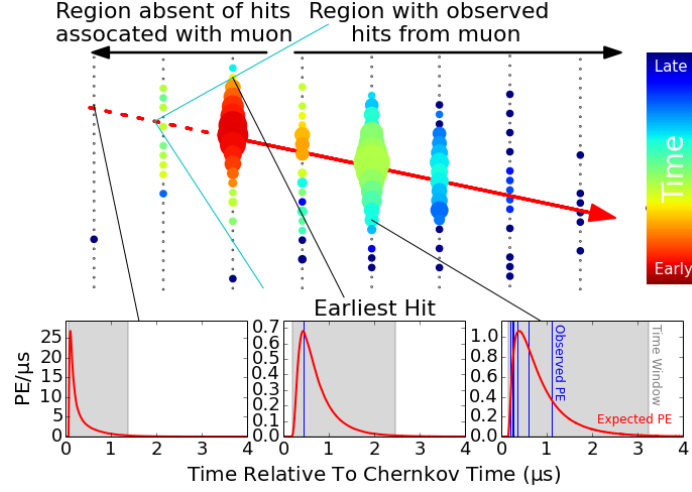 Region absent of hits
assocated with muon
Region with observed
hits from muon
Late
Time
Early
Earliest Hit
PE/μs
25
20
15
10
5
0
0 1 2 3 4
0.7
0.6
0.5
0.4
0.3
0.2
0.1
0.0
0 1 2 3 4
1.0
0.8
0.6
0.4
0.2
0.0
0 1 2 3 4
Observed PE
Time Window
Expected PE
Time Relative To Chernkov Time (μs)